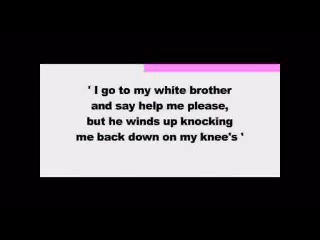 ' I go to my white brother
and say help me please,
but he winds up knocking
me back down on my knee's '